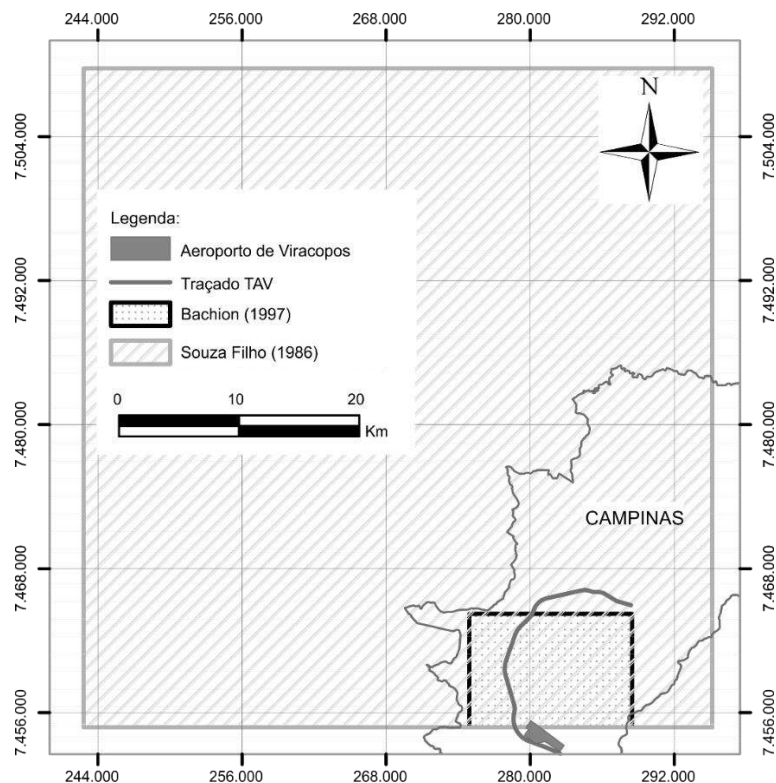 244.000 256.000 268.000 280.000 292.000
7.504.000
7.504.000
N
Legenda:
Aeroporto de Viracopos
Traçado TAV
Bachion (1997)
Souza Filho (1986)
0 10 20
Km
7.492.000
7.492.000
7.480.000
7.480.000
CAMPINAS
7.468.000
7.468.000
7.456.000
7.456.000
244.000 256.000 268.000 280.000 292.000